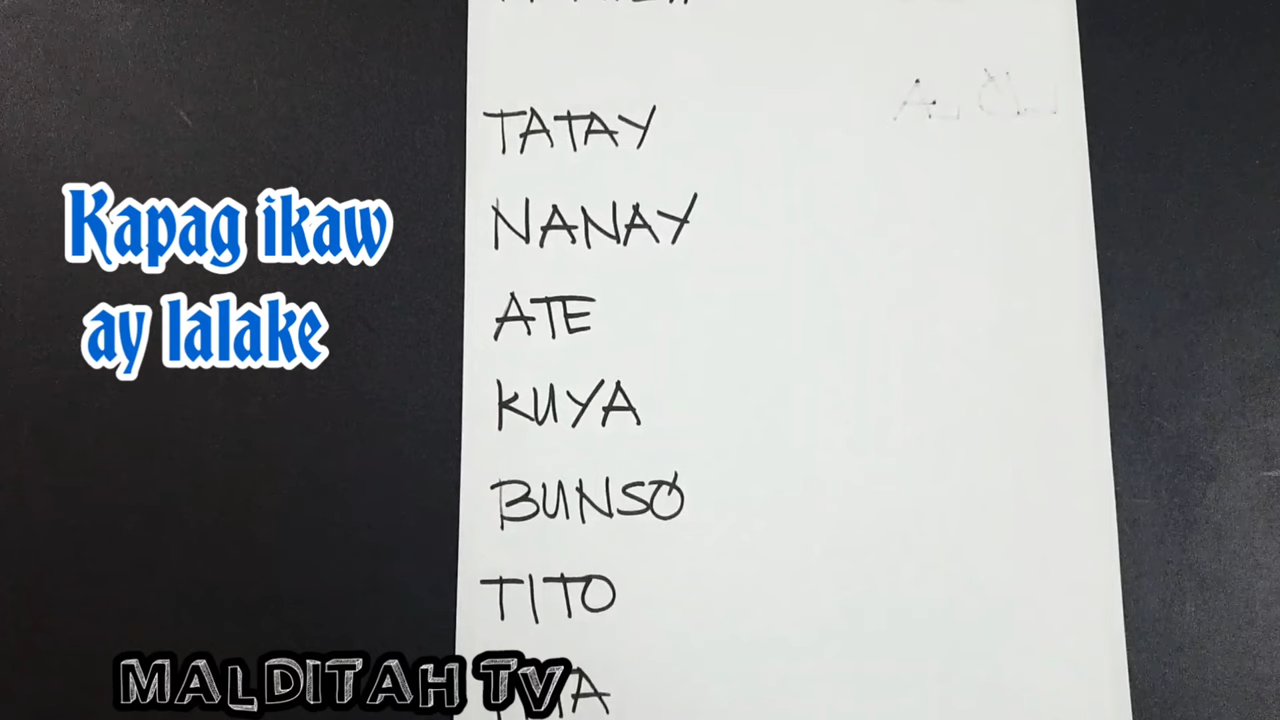 TATAY
NANAY
ATE
KUYA
BUNSO
TITO
Kapag ikaw
ay lalake
MALDITAH TV